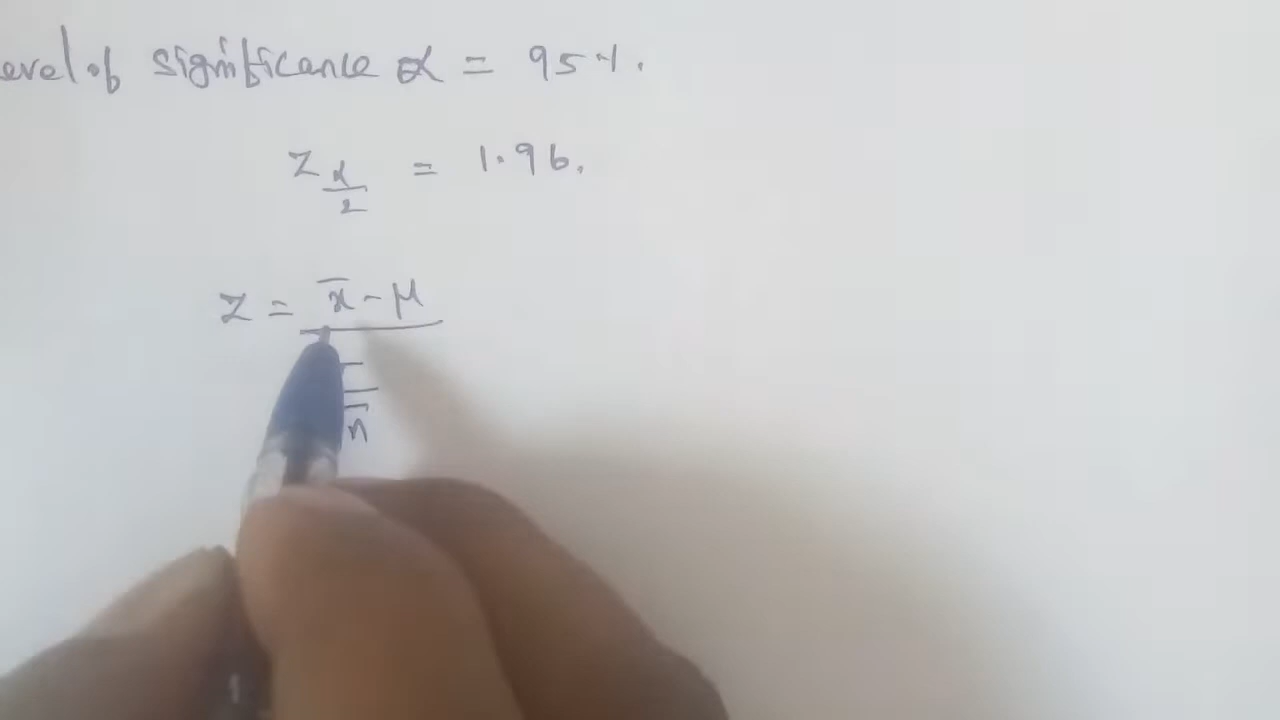 evel of significance α = 95%.
z α/2 = 1.96.
z = x̄ - μ
√n